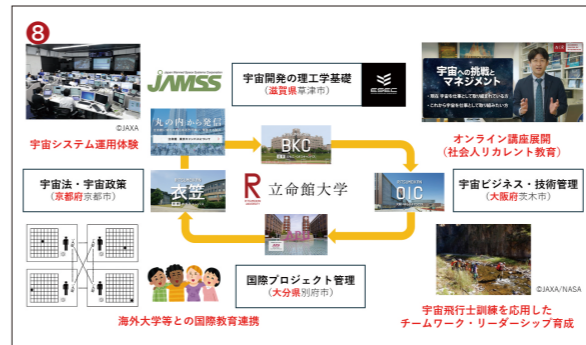 8
JAMSS
宇宙開発の理工学基礎
(滋賀県草津市)
ESEC
宇宙への挑戦と
マネジメント
©JAXA
宇宙システム運用体験
「丸の内」から発信
BKC
オンライン講座展開
(社会人リカレント教育)
宇宙法・宇宙政策
(京都府京都市)
衣笠
R 立命館大学
OIC
宇宙ビジネス・技術管理
(大阪府茨木市)
APU
国際プロジェクト管理
(大分県別府市)
©JAXA/NASA
海外大学等との国際教育連携
宇宙飛行士訓練を応用した
チームワーク・リーダーシップ育成